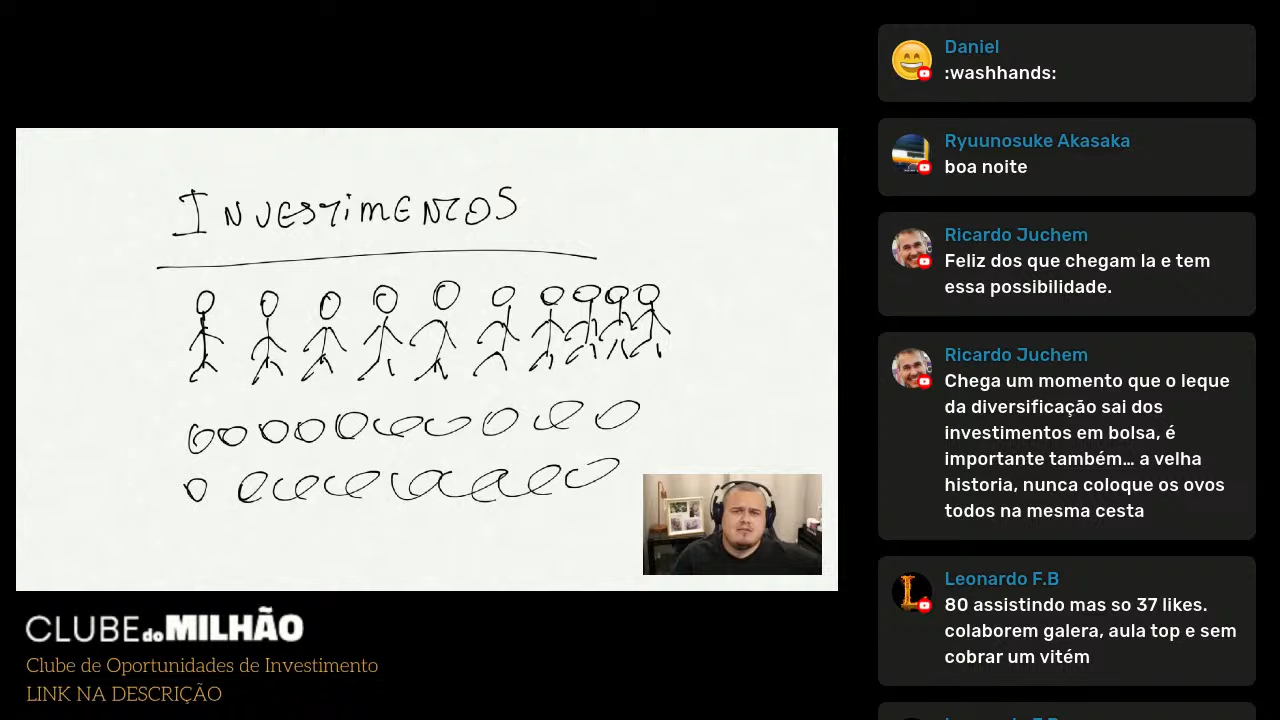 INVESTIMENTOS
CLUBE do MILHÃO
Clube de Oportunidades de Investimento
LINK NA DESCRIÇÃO
Daniel
:washhands:
Ryuunosuke Akasaka
boa noite
Ricardo Juchem
Feliz dos que chegam la e tem
essa possibilidade.
Ricardo Juchem
Chega um momento que o leque
da diversificação sai dos
investimentos em bolsa, é
importante também... a velha
historia, nunca coloque os ovos
todos na mesma cesta
Leonardo F.B
80 assistindo mas so 37 likes.
colaborem galera, aula top e sem
cobrar um vitém